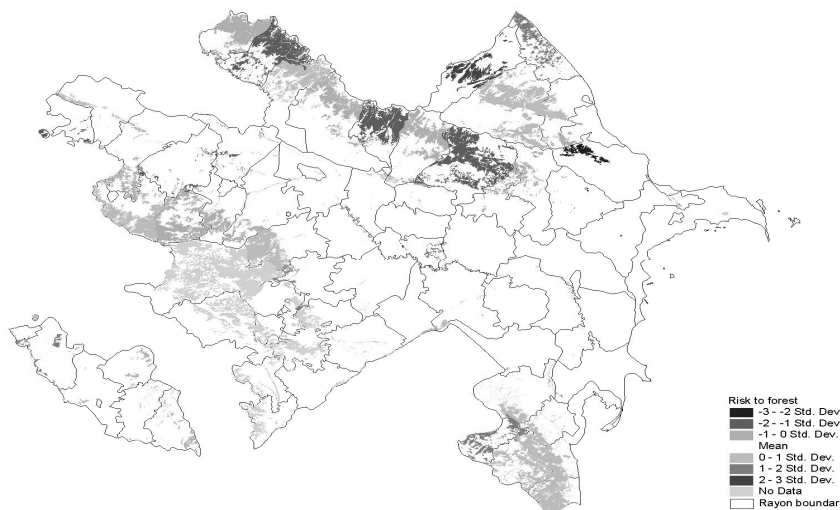 Risk to forest
-3 - -2 Std. Dev.
-2 - -1 Std. Dev.
-1 - 0 Std. Dev.
Mean
0 - 1 Std. Dev.
1 - 2 Std. Dev.
2 - 3 Std. Dev.
No Data
Rayon boundar